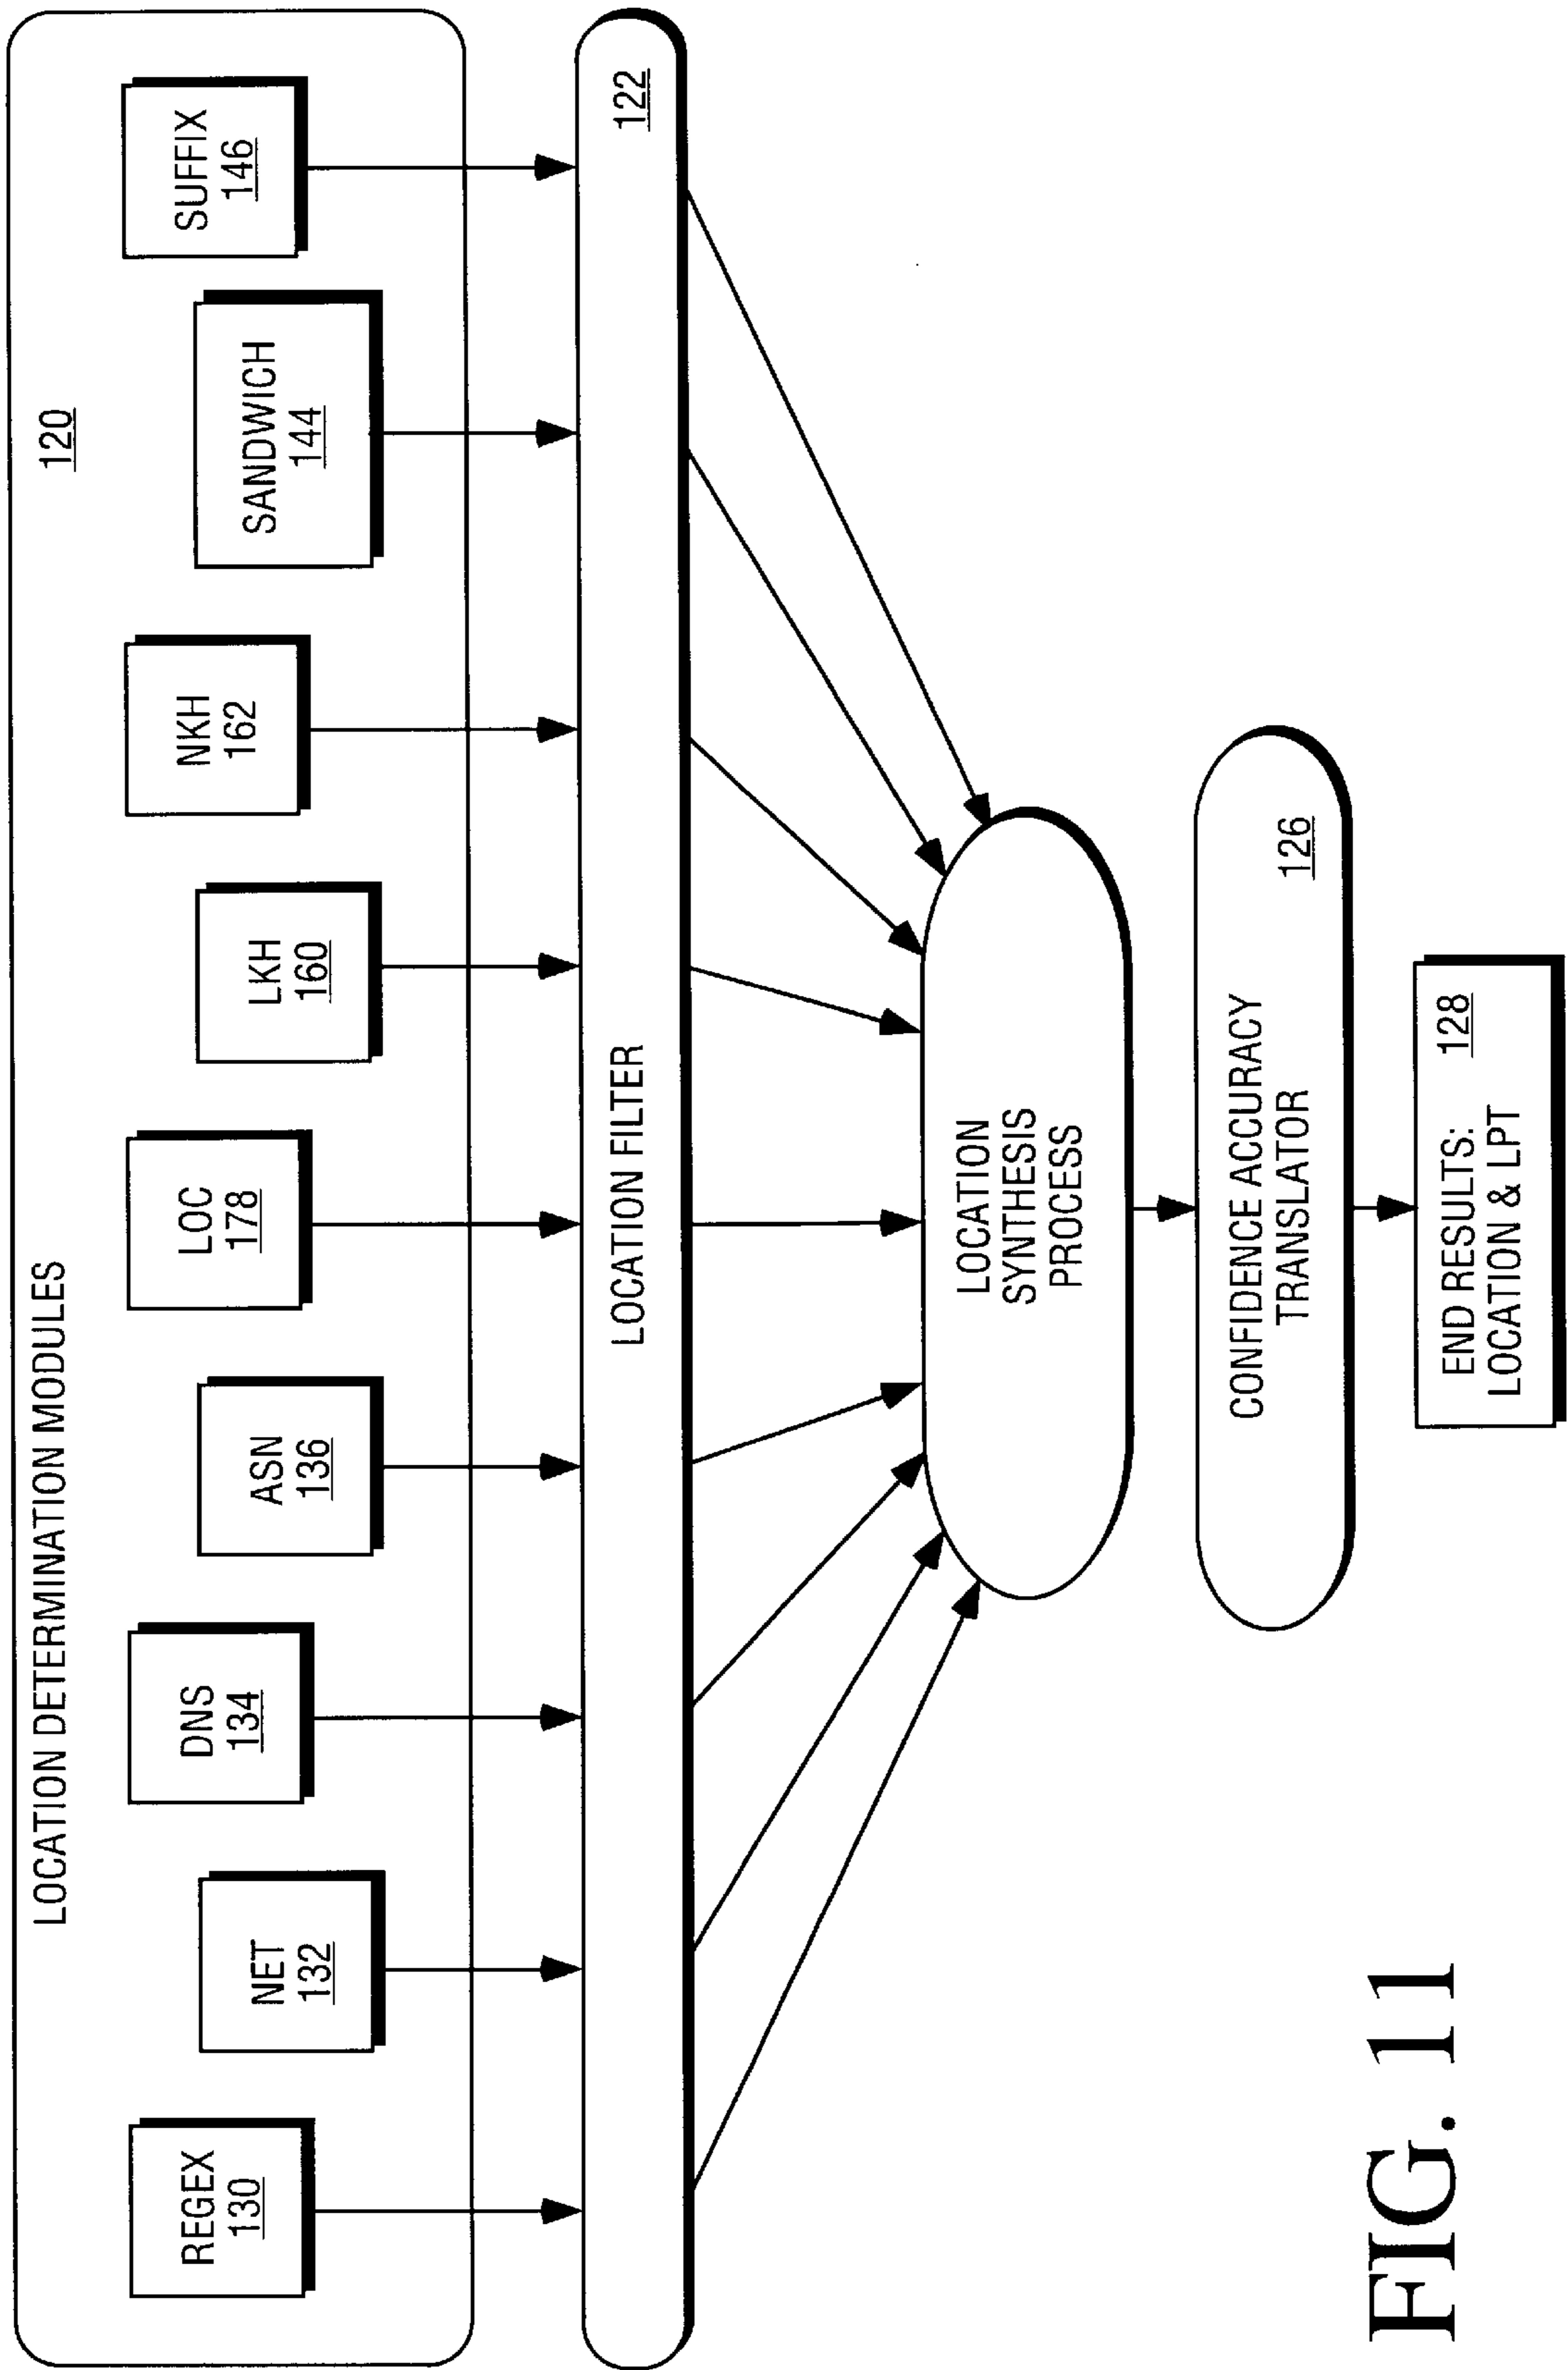 LOCATION DETERMINATION MODULES
120
REGEX
130
NET
132
DNS
134
ASN
136
LOC
178
LKH
160
NKH
162
SANDWICH
144
SUFFIX
146
LOCATION FILTER
122
LOCATION
SYNTHESIS
PROCESS
CONFIDENCE ACCURACY
TRANSLATOR
126
END RESULTS: 128
LOCATION & LPT
FIG. 11